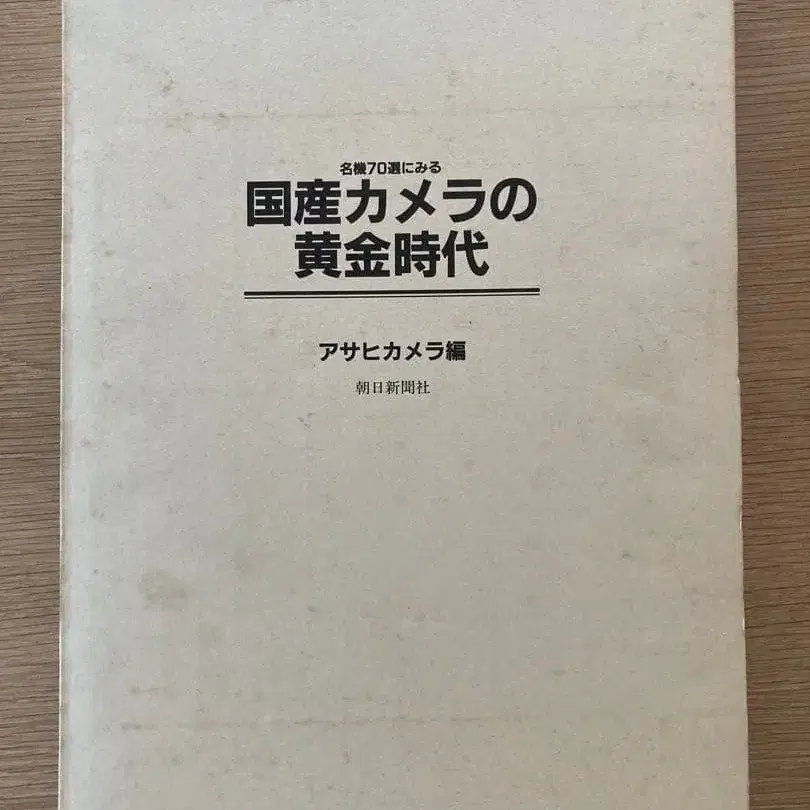 名機70選にみる
国産カメラの
黄金時代
アサヒカメラ編
朝日新聞社